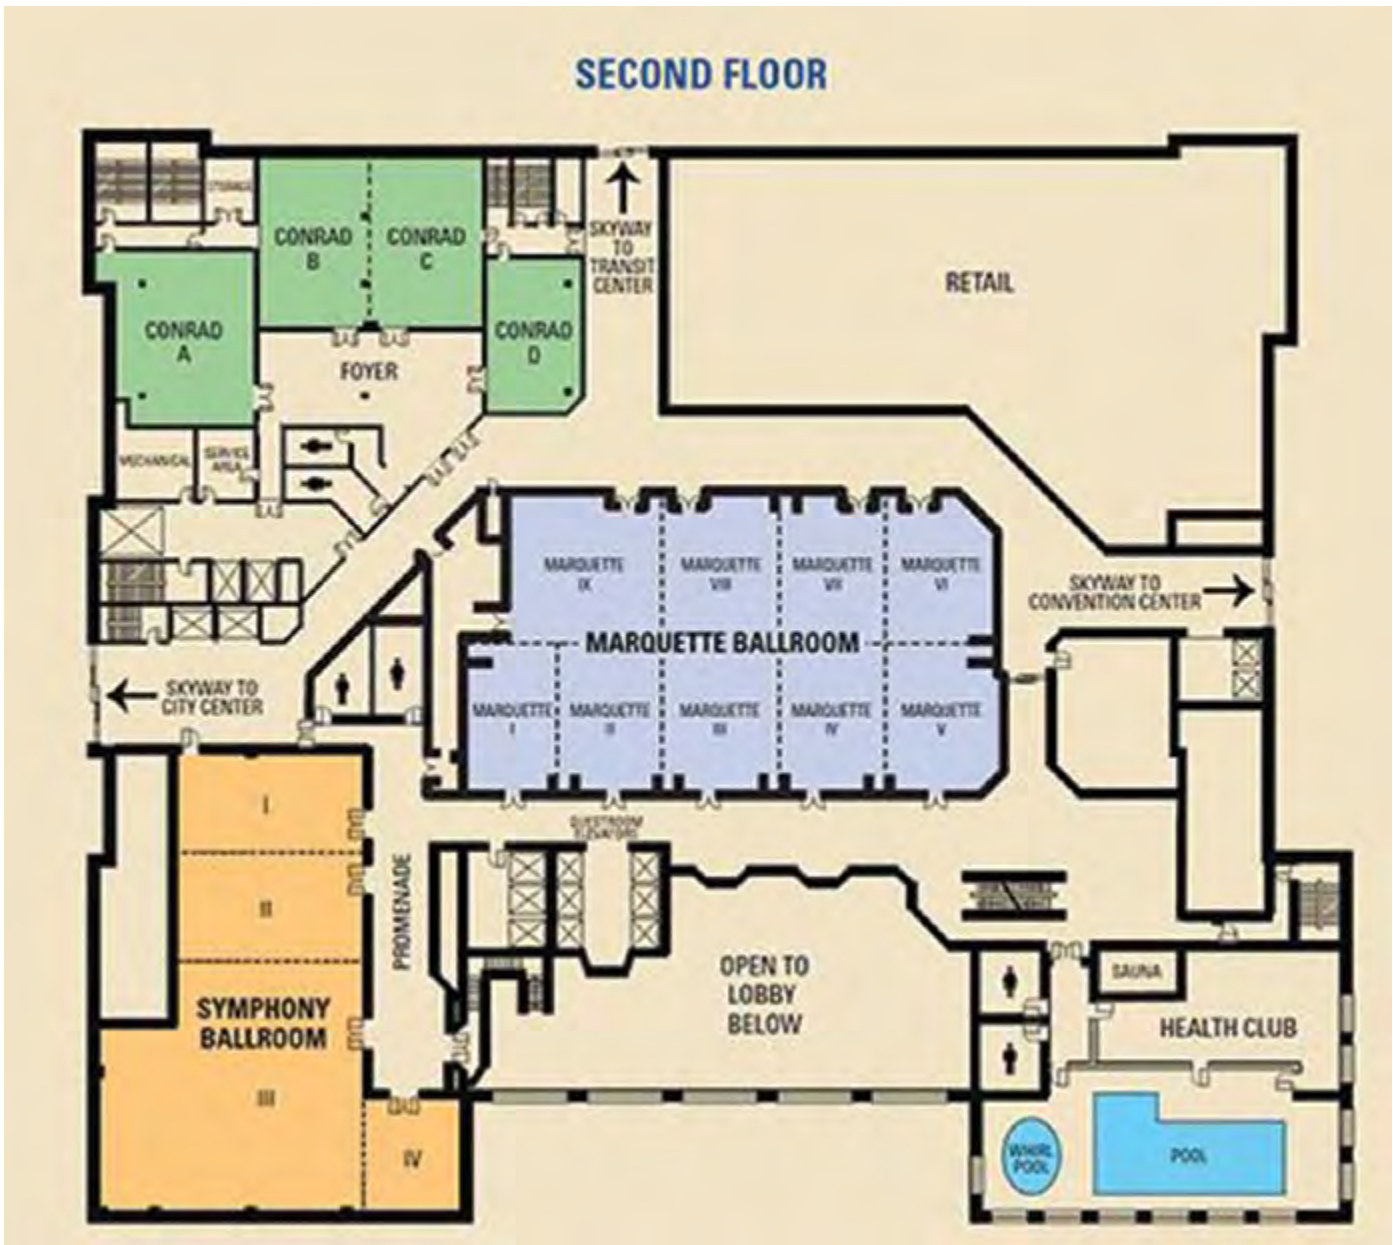 SECOND FLOOR
STORAGE
CONRAD
B
CONRAD
C
SKYWAY
TO
TRANSIT
CENTER
RETAIL
CONRAD
A
CONRAD
D
FOYER
MECHANICAL
SERVICE
AREA
MARQUETTE
IX
MARQUETTE
VIII
MARQUETTE
VII
MARQUETTE
VI
SKYWAY TO
CONVENTION CENTER
MARQUETTE BALLROOM
SKYWAY TO
CITY CENTER
MARQUETTE
I
MARQUETTE
II
MARQUETTE
III
MARQUETTE
IV
MARQUETTE
V
I
GUESTROOM
ELEVATORS
II
PROMENADE
SYMPHONY
BALLROOM
OPEN TO
LOBBY
BELOW
SAUNA
HEALTH CLUB
III
IV
WHIRL
POOL
POOL